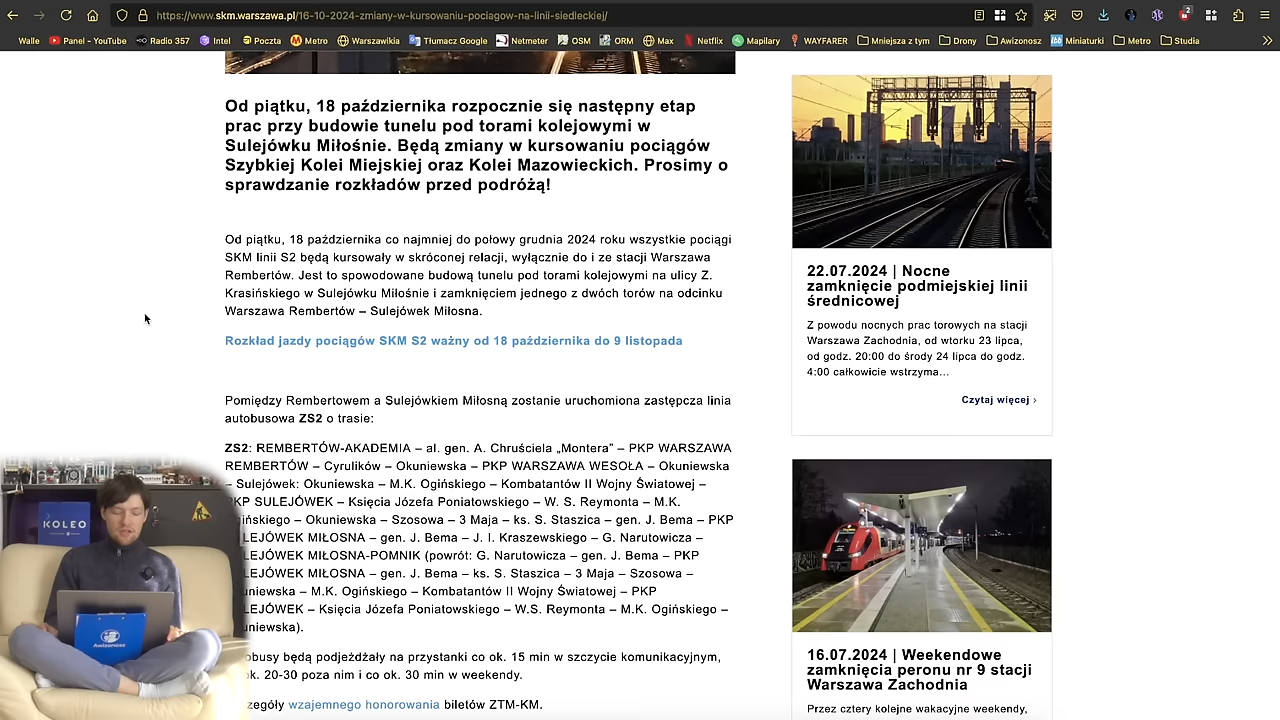 https://www.skm.warszawa.pl/16-10-2024-zmiany-w-kursowaniu-pociagow-na-linii-siedleckiej/
2
Walle Panel - YouTube Radio 357 Intel Poczta Metro Warszawikia Tłumacz Google Netmeter OSM ORM Max Netflix Mapilary WAYFARER Mniejsza z tym Drony Awizonosz Miniaturki Metro Studia
Od piątku, 18 października rozpocznie się następny etap
prac przy budowie tunelu pod torami kolejowymi w
Sulejówku Miłośnie. Będą zmiany w kursowaniu pociągów
Szybkiej Kolei Miejskiej oraz Kolei Mazowieckich. Prosimy o
sprawdzanie rozkładów przed podróżą!
Od piątku, 18 października co najmniej do połowy grudnia 2024 roku wszystkie pociągi
SKM linii S2 będą kursowały w skróconej relacji, wyłącznie do i ze stacji Warszawa
Rembertów. Jest to spowodowane budową tunelu pod torami kolejowymi na ulicy Z.
Krasińskiego w Sulejówku Miłośnie i zamknięciem jednego z dwóch torów na odcinku
Warszawa Rembertów – Sulejówek Miłosna.
Rozkład jazdy pociągów SKM S2 ważny od 18 października do 9 listopada
Pomiędzy Rembertowem a Sulejówkiem Miłosną zostanie uruchomiona zastępcza linia
autobusowa ZS2 o trasie:
ZS2: REMBERTÓW-AKADEMIA – al. gen. A. Chruściela „Montera” – PKP WARSZAWA
REMBERTÓW – Cyrulików – Okuniewska – PKP WARSZAWA WESOŁA – Okuniewska
– Sulejówek: Okuniewska – M.K. Ogińskiego – Kombatantów II Wojny Światowej –
KP SULEJÓWEK – Księcia Józefa Poniatowskiego – W. S. Reymonta – M.K.
ińskiego – Okuniewska – Szosowa – 3 Maja – ks. S. Staszica – gen. J. Bema – PKP
LEJÓWEK MIŁOSNA – gen. J. Bema – J. I. Kraszewskiego – G. Narutowicza –
LEJÓWEK MIŁOSNA-POMNIK (powrót: G. Narutowicza – gen. J. Bema – PKP
LEJÓWEK MIŁOSNA – gen. J. Bema – ks. S. Staszica – 3 Maja – Szosowa –
uniewska – M.K. Ogińskiego – Kombatantów II Wojny Światowej – PKP
LEJÓWEK – Księcia Józefa Poniatowskiego – W.S. Reymonta – M.K. Ogińskiego –
uniewska).
obusy będą podjeżdżały na przystanki co ok. 15 min w szczycie komunikacyjnym,
ok. 20-30 poza nim i co ok. 30 min w weekendy.
zegóły wzajemnego honorowania biletów ZTM-KM.
22.07.2024 | Nocne
zamknięcie podmiejskiej linii
średnicowej
Z powodu nocnych prac torowych na stacji
Warszawa Zachodnia, od wtorku 23 lipca,
od godz. 20:00 do środy 24 lipca do godz.
4:00 całkowicie wstrzyma...
Czytaj więcej ›
16.07.2024 | Weekendowe
zamknięcia peronu nr 9 stacji
Warszawa Zachodnia
Przez cztery kolejne wakacyjne weekendy,
KOLEO
Awizonosz